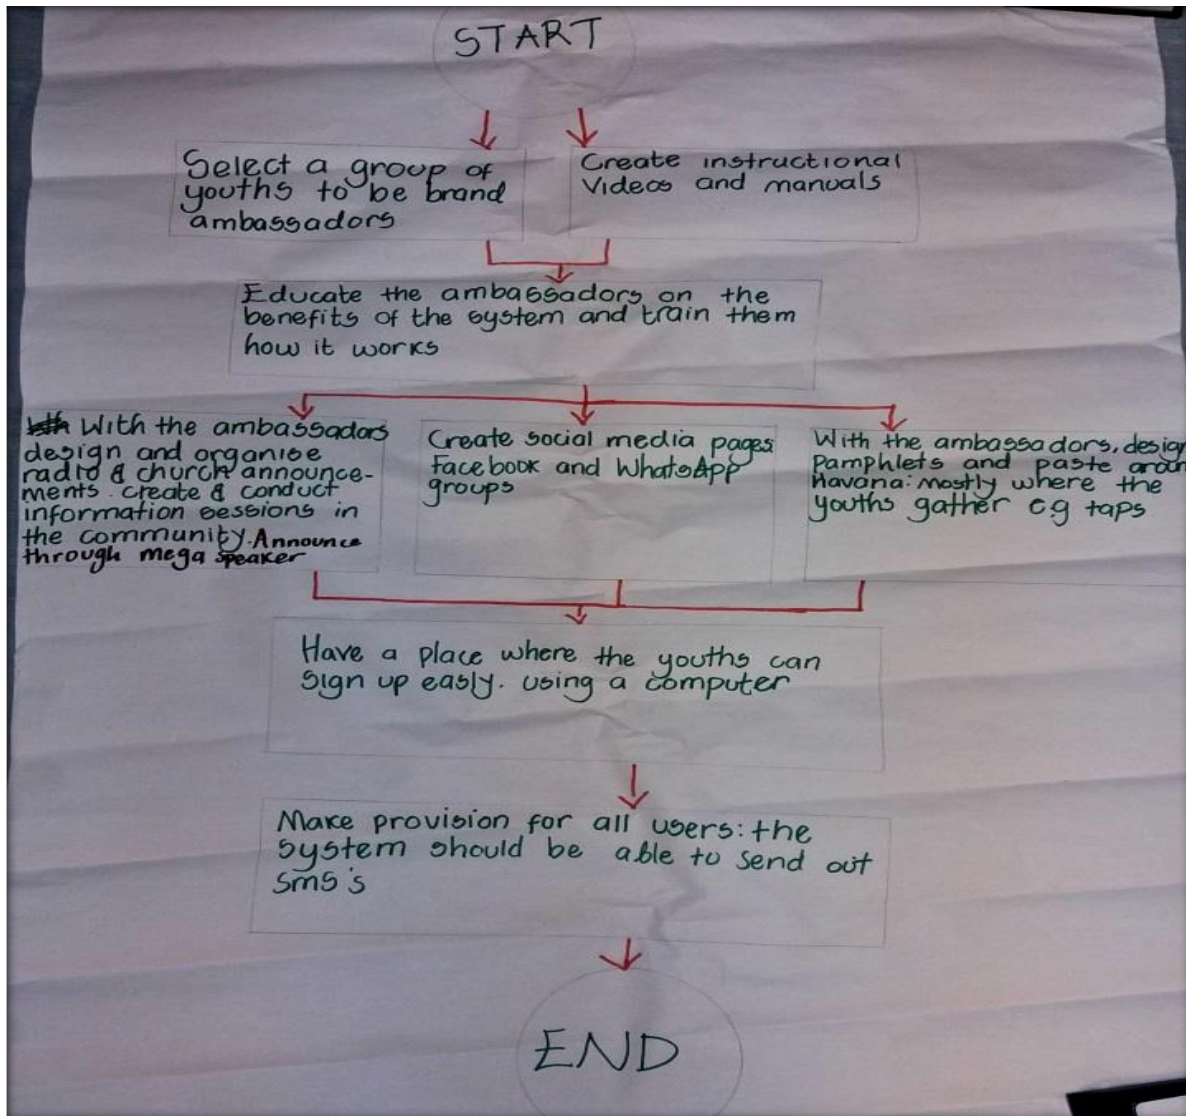 START
Select a group of
youths to be brand
ambassadors
Create instructional
Videos and manuals
Educate the ambassadors on the
benefits of the system and train them
how it works
With the ambassadors
design and organise
radio & church announce-
ments. create & conduct
information sessions in
the community. Announce
through mega speaker
Create social media pages
Facebook and WhatsApp
groups
With the ambassadors, design
Pamphlets and paste aroun
Havana: mostly where the
youths gather e.g taps
Have a place where the youths can
sign up easly. using a computer
Make provision for all users: the
system should be able to send out
sms's
END